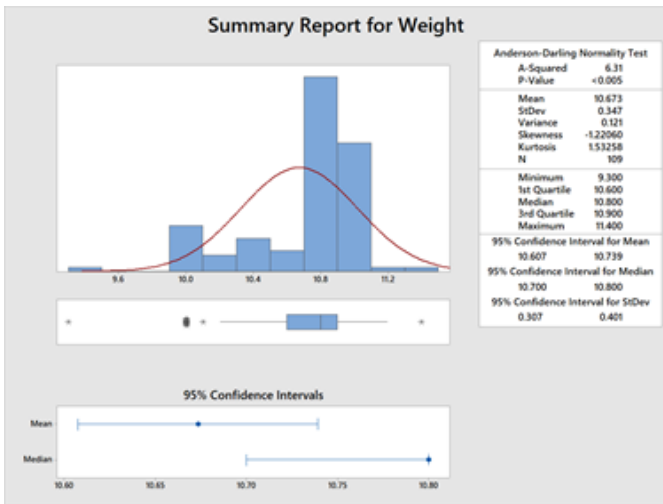 Summary Report for Weight
Anderson-Darling Normality Test
A-Squared 6.31
P-Value <0.005
Mean 10.673
StDev 0.347
Variance 0.121
Skewness -1.22060
Kurtosis 1.53258
N 109
Minimum 9.300
1st Quartile 10.600
Median 10.800
3rd Quartile 10.900
Maximum 11.400
95% Confidence Interval for Mean
10.607 10.739
95% Confidence Interval for Median
10.700 10.800
95% Confidence Interval for StDev
0.307 0.401
9.6 10.0 10.4 10.8 11.2
95% Confidence Intervals
Mean
Median
10.60 10.65 10.70 10.75 10.80